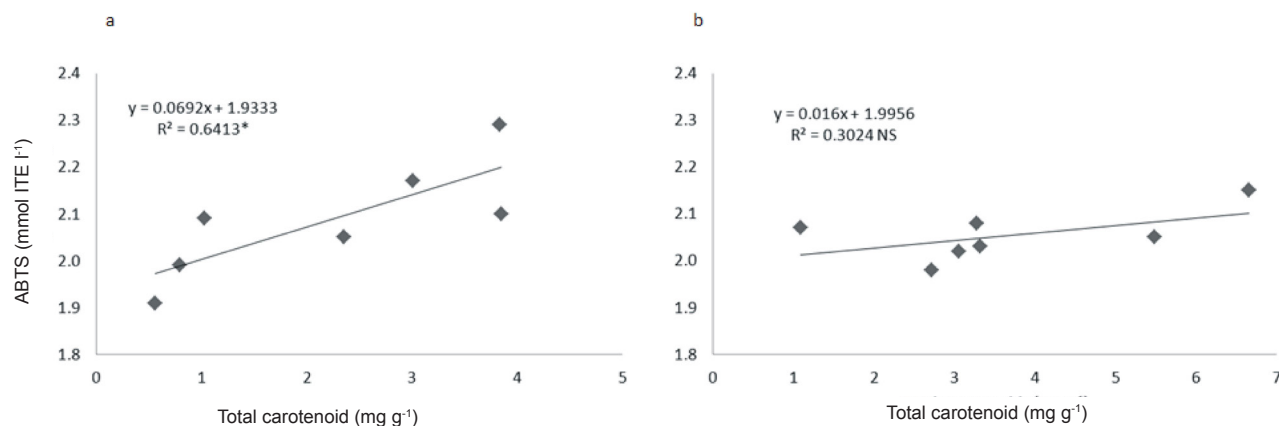 a
2.4
2.3
2.2
2.1
2.0
1.9
1.8
y = 0.0692x + 1.9333
R² = 0.6413*
ABTS (mmol ITE l⁻¹)
0 1 2 3 4 5
Total carotenoid (mg g⁻¹)
b
2.4
2.3
2.2
2.1
2.0
1.9
1.8
y = 0.016x + 1.9956
R² = 0.3024 NS
0 1 2 3 4 5 6 7
Total carotenoid (mg g⁻¹)